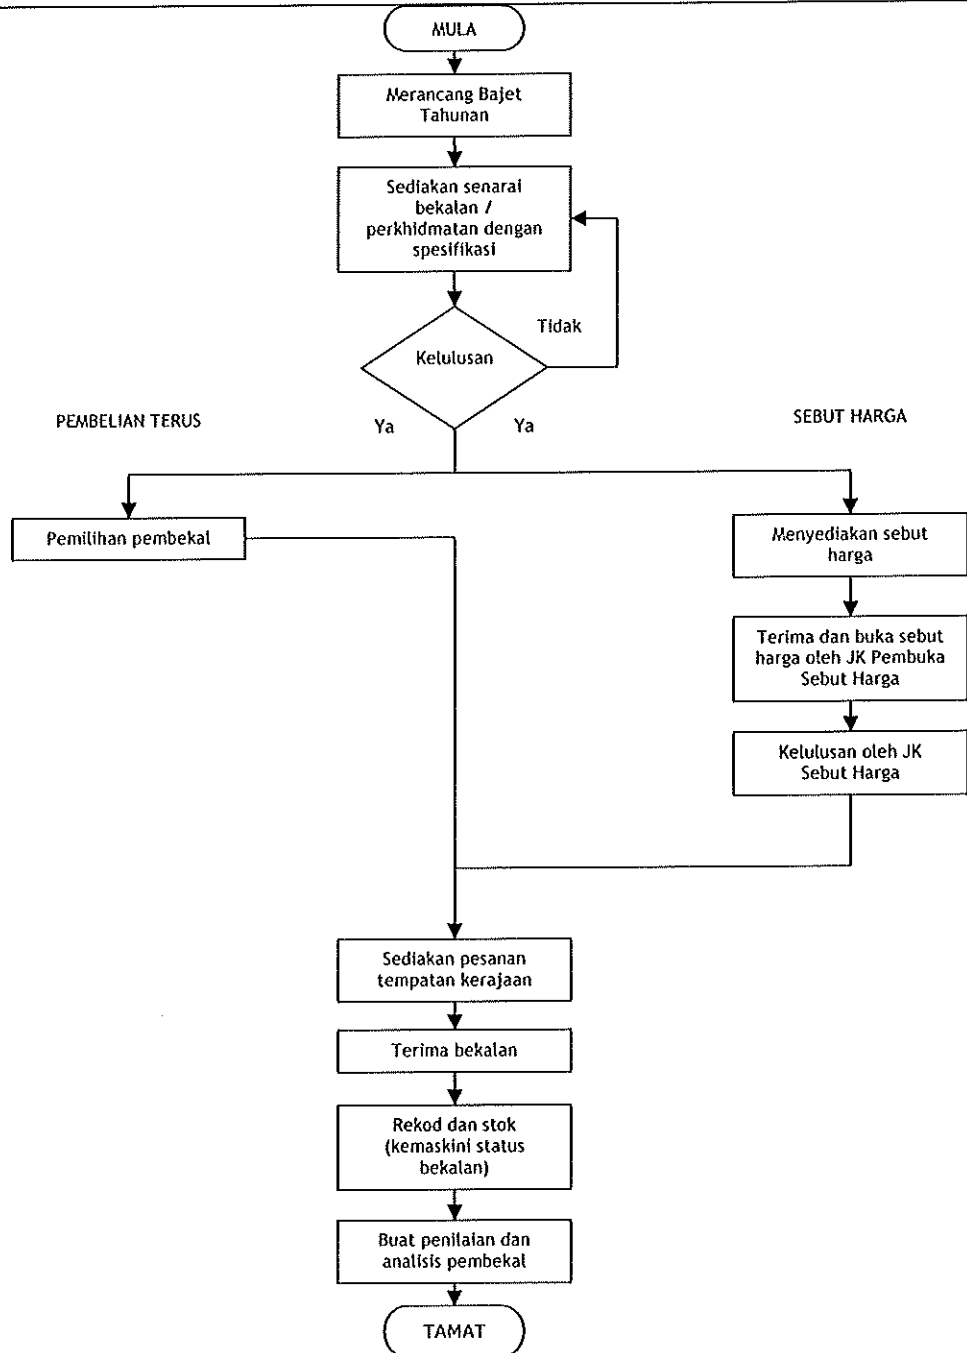 MULA
Merancang Bajet
Tahunan
Sediakan senarai
bekalan /
perkhidmatan dengan
spesifikasi
Tidak
Kelulusan
PEMBELIAN TERUS
Ya
Ya
SEBUT HARGA
Pemilihan pembekal
Menyediakan sebut
harga
Terima dan buka sebut
harga oleh JK Pembuka
Sebut Harga
Kelulusan oleh JK
Sebut Harga
Sediakan pesanan
tempatan kerajaan
Terima bekalan
Rekod dan stok
(kemaskini status
bekalan)
Buat penilaian dan
analisis pembekal
TAMAT